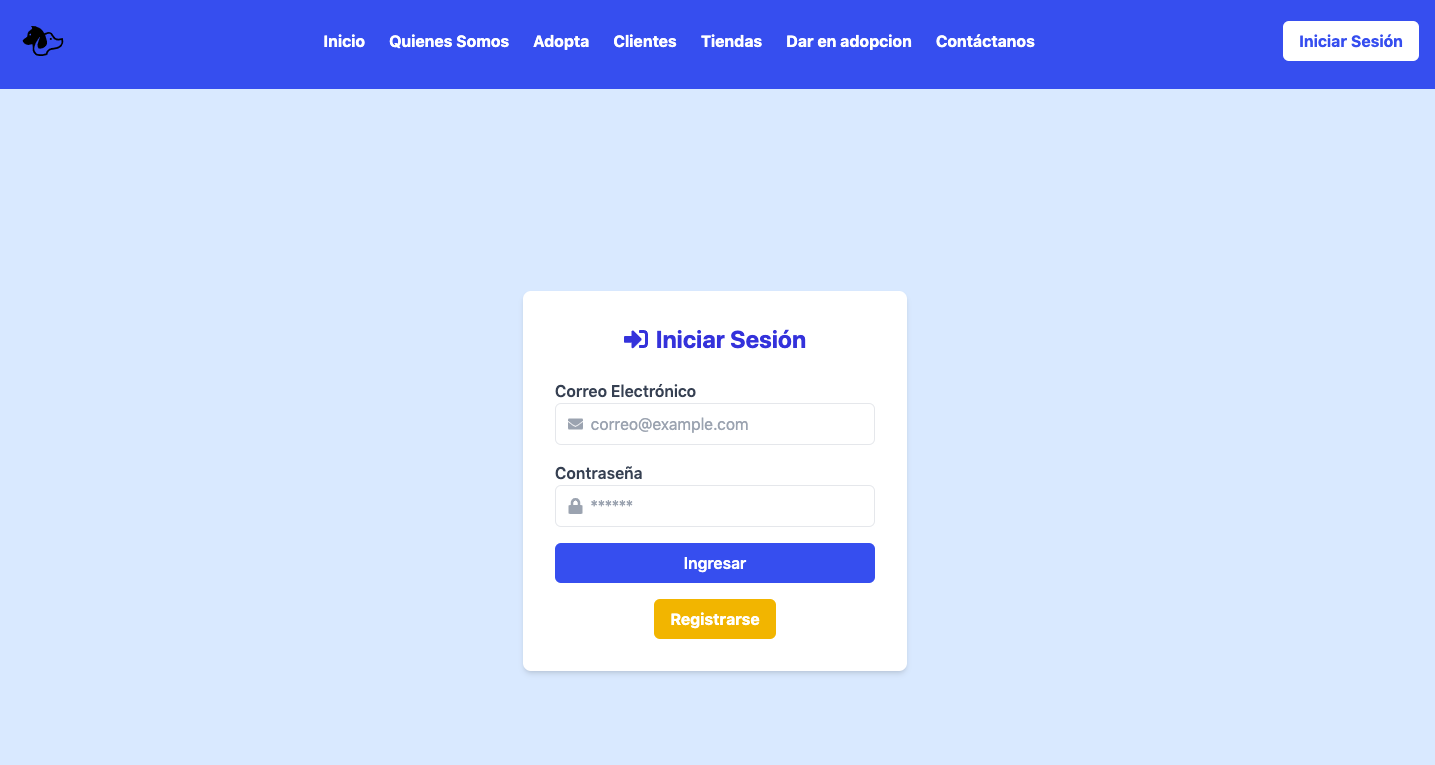 Inicio Quienes Somos Adopta Clientes Tiendas Dar en adopcion Contáctanos Iniciar Sesión
Iniciar Sesión
Correo Electrónico
correo@example.com
Contraseña
******
Ingresar
Registrarse